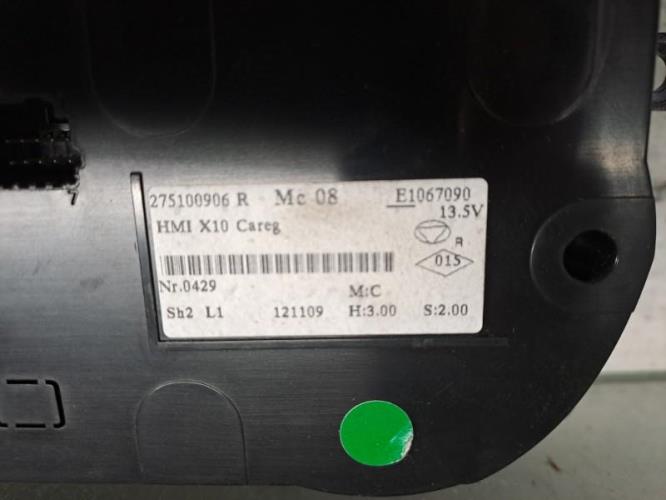 275100906 R Mc 08 E1067090
13.5V
HMI X10 Careg
R
015
Nr.0429
M:C
Sh2 L1 121109 H:3.00 S:2.00